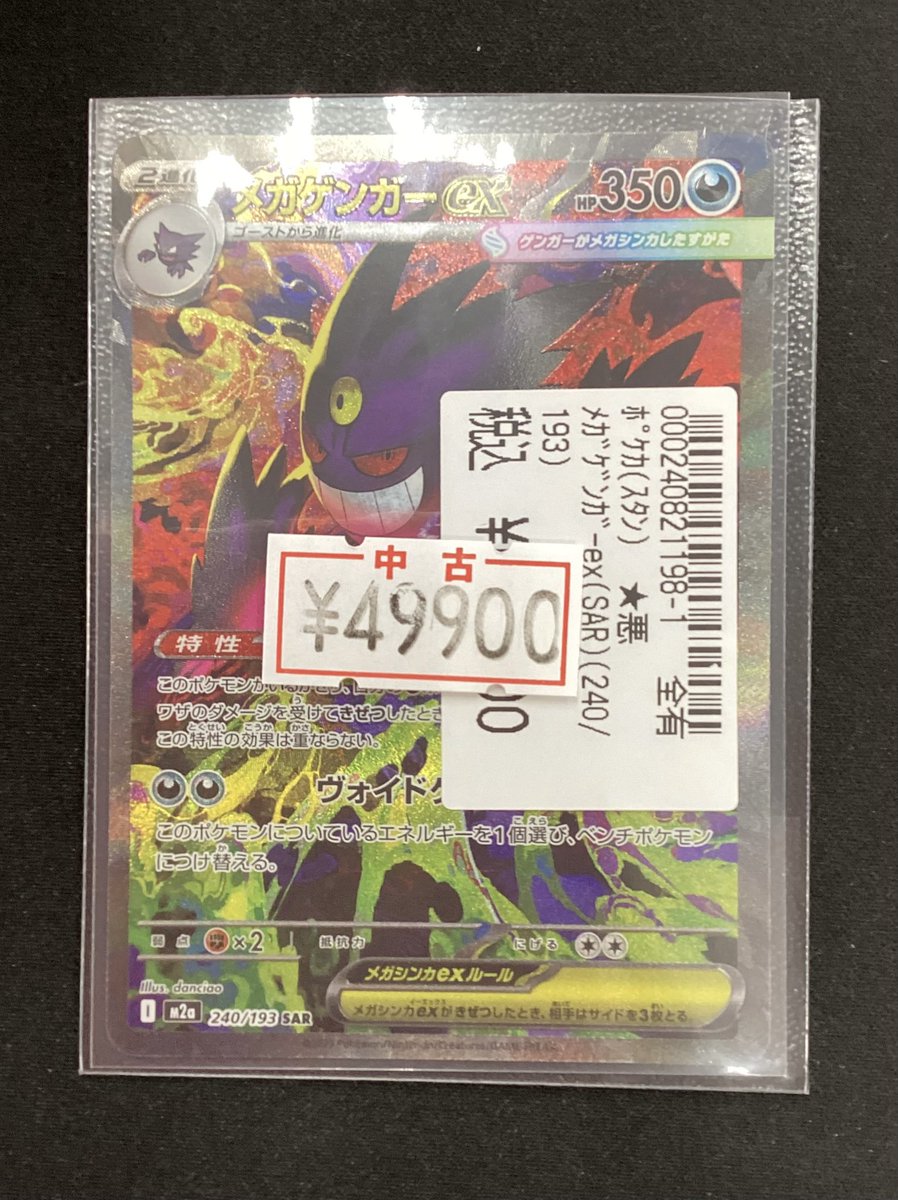 2進化
メガゲンガーex
HP350
ゴーストから進化
ゲンガーがメガシンカしたすがた
000240821198-1 全有
ポケカ(スタン) ★悪
メガゲンガーex(SAR)(240/
193)
税込 ¥
00
中古
¥49900
特性
このポケモンが
ワザのダメージを受けてきぜつしたとき
この特性の効果は重ならない。
ヴォイド
このポケモンについているエネルギーを1個選び、ベンチポケモン
につけ替える。
弱点 ×2 抵抗力 にげる
メガシンカexルール
メガシンカexがきぜつしたとき、相手はサイドを3枚とる。
Illus. danciao
I M2a 240/193 SAR